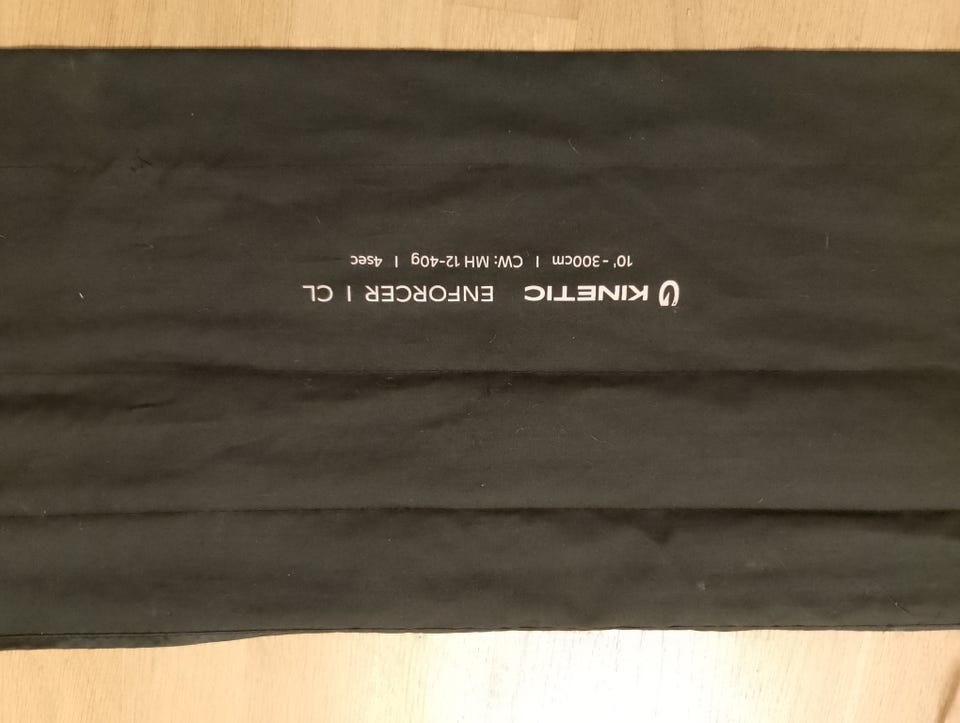 KINETIC ENFORCER I CL
10' - 300cm I CW: MH 12-40g I 4sec